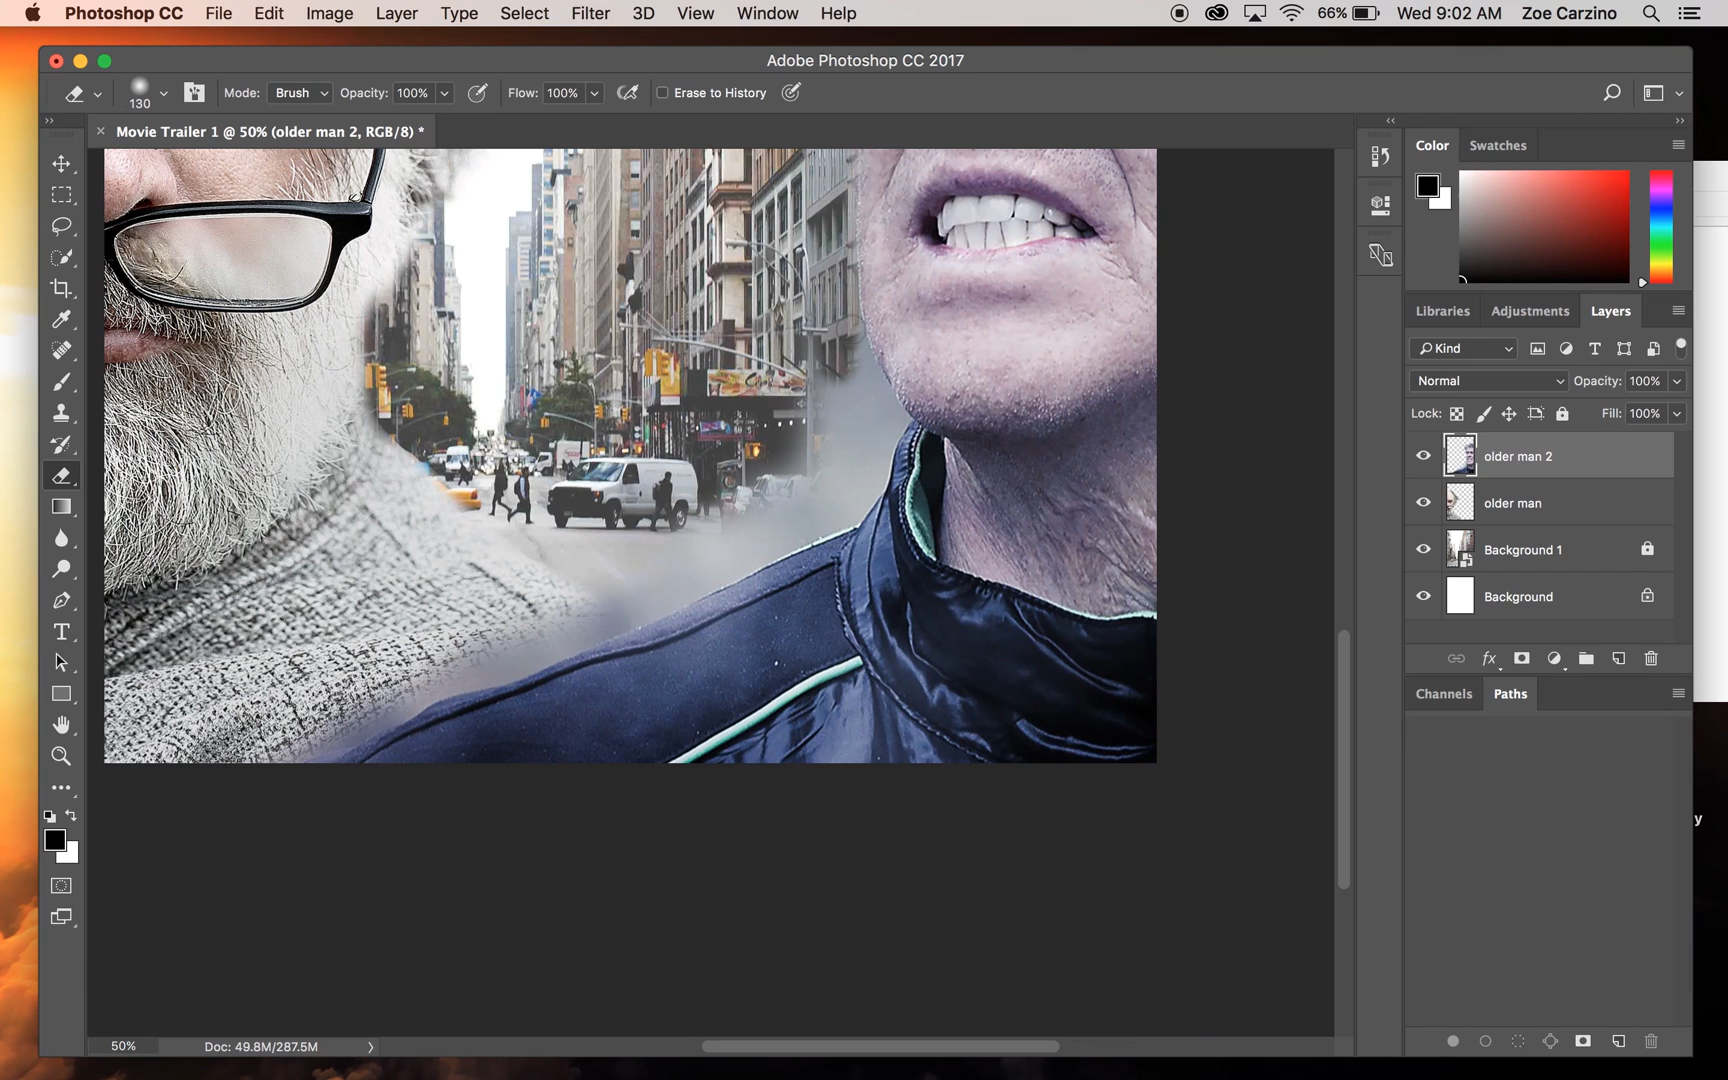 Photoshop CC File Edit Image Layer Type Select Filter 3D View Window Help 66% Wed 9:02 AM Zoe Carzino
Adobe Photoshop CC 2017
130 Mode: Brush Opacity: 100% Flow: 100% Erase to History
Movie Trailer 1 @ 50% (older man 2, RGB/8) *
Color Swatches
Libraries Adjustments Layers
Kind
Normal Opacity: 100%
Lock: Fill: 100%
older man 2
older man
Background 1
Background
fx
Channels Paths
y
50% Doc: 49.8M/287.5M